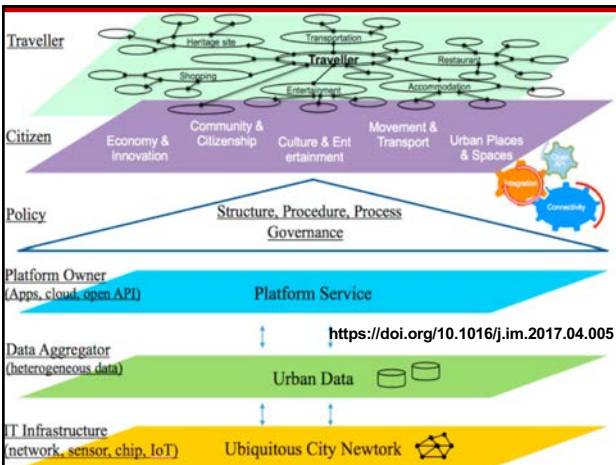 Traveller
Heritage site
Transportation
Traveller
Restaurant
Shopping
Entertainment
Accommodation
Citizen
Economy &
Innovation
Community &
Citizenship
Culture & Ent
ertainment
Movement &
Transport
Urban Places
& Spaces
Open
API
Integration
Connectivity
Policy
Structure, Procedure, Process
Governance
Platform Owner
(Apps, cloud, open API)
Platform Service
https://doi.org/10.1016/j.im.2017.04.005
Data Aggregator
(heterogeneous data)
Urban Data
IT Infrastructure
(network, sensor, chip, IoT)
Ubiquitous City Newtork